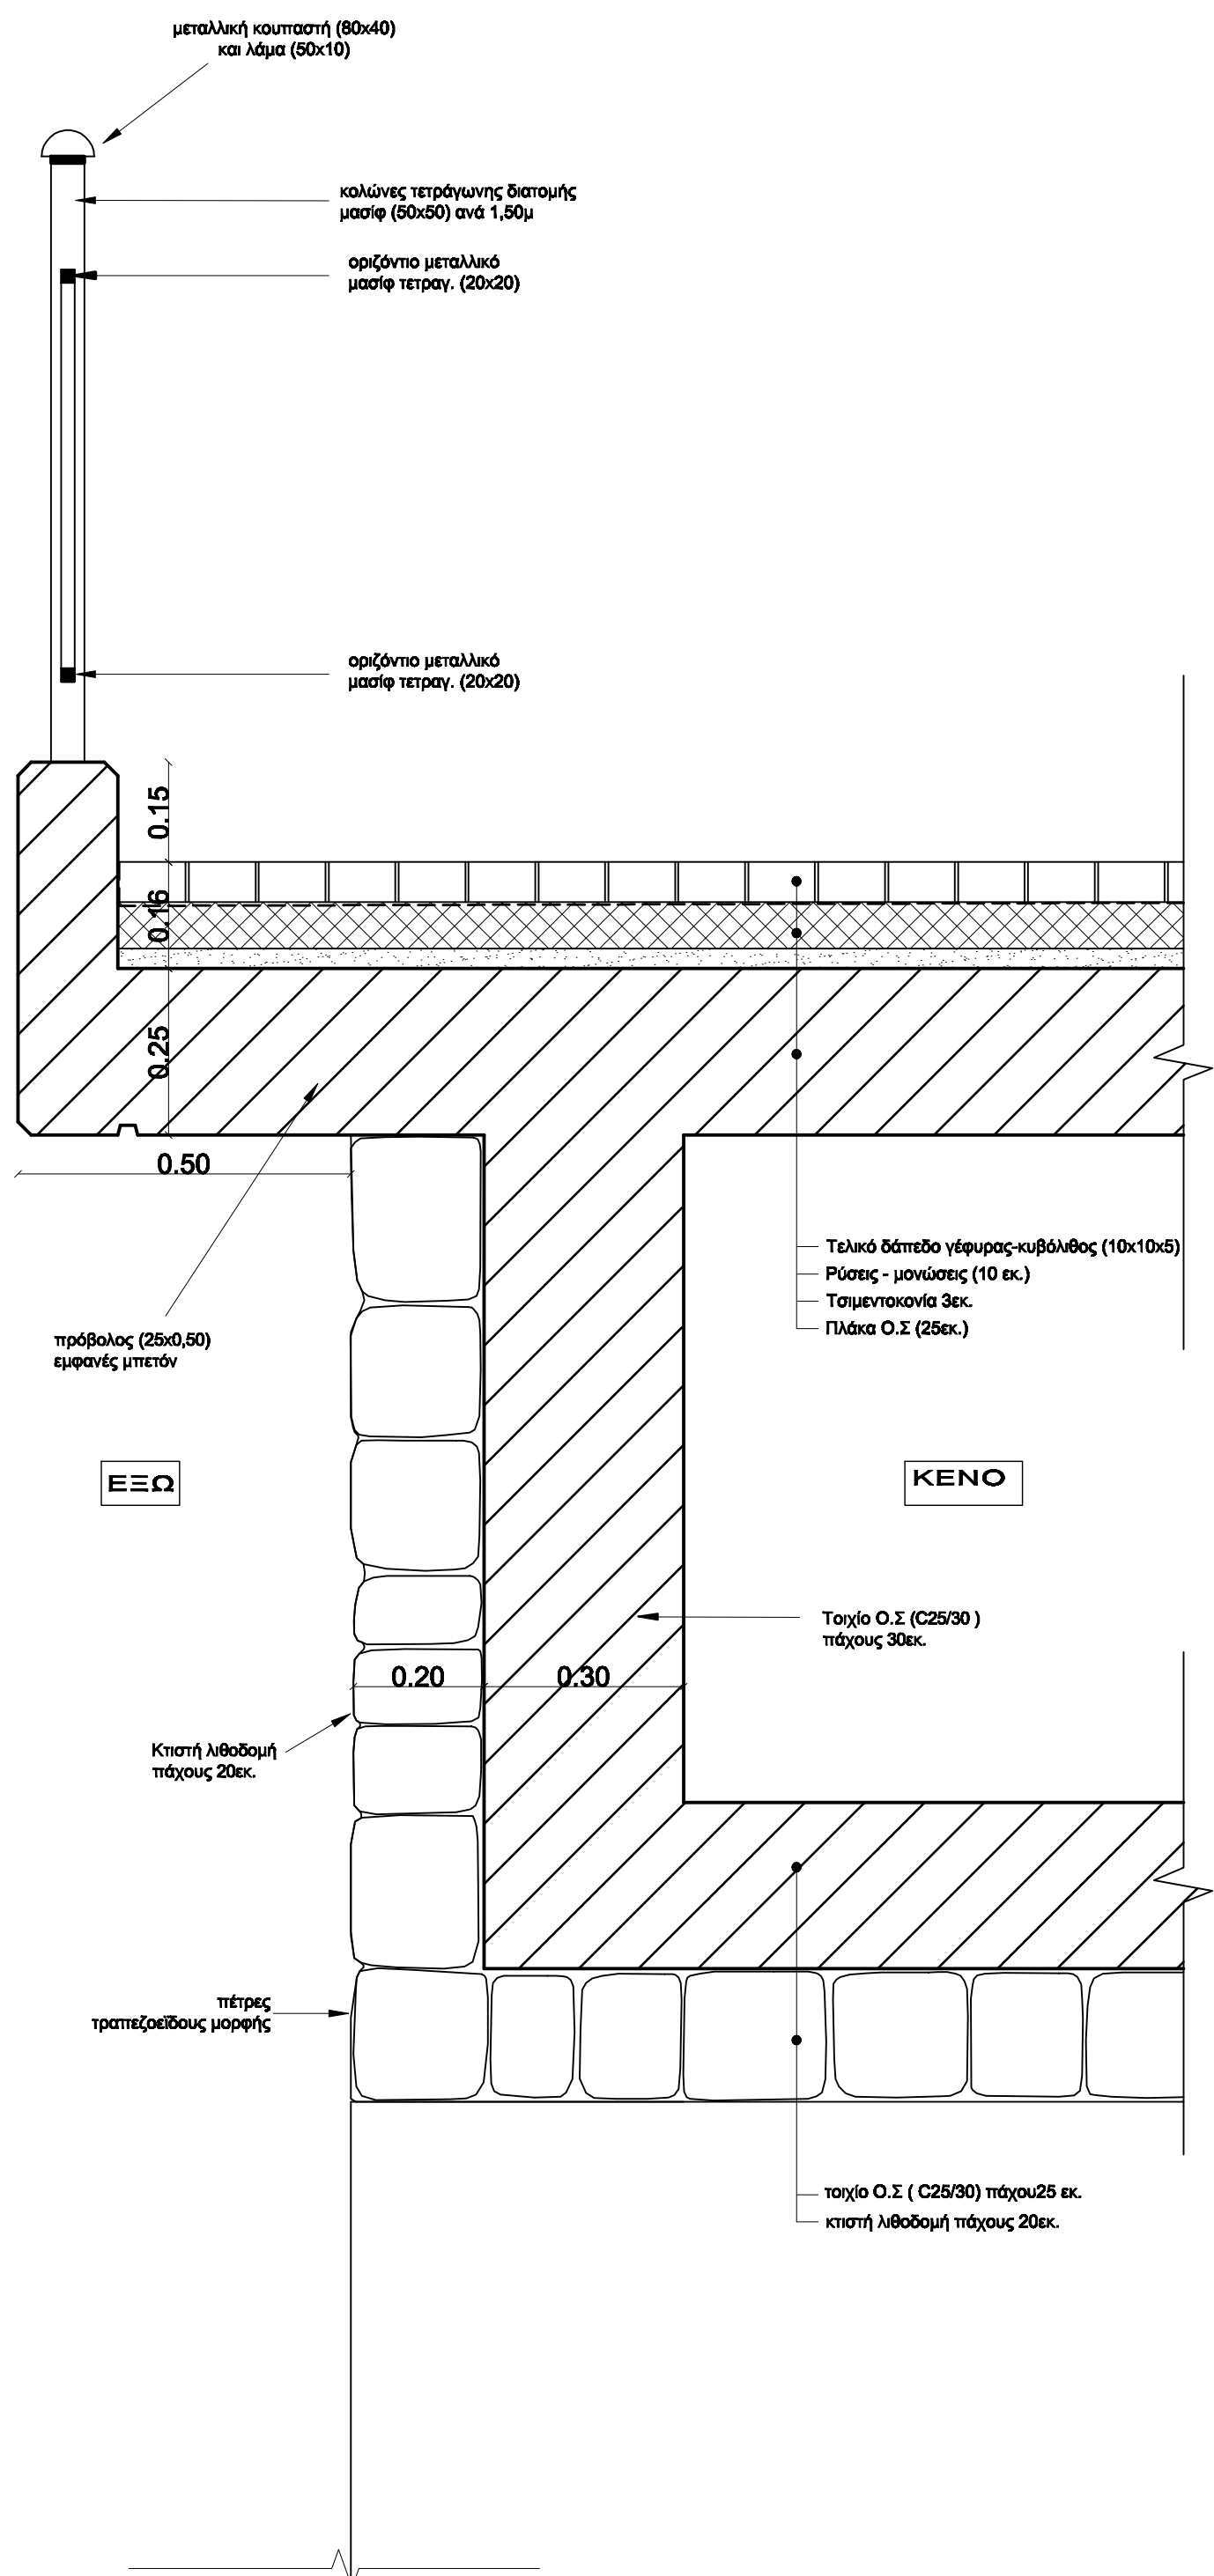 μεταλλική κουπαστή (80x40)
και λάμα (50x10)
κολώνες τετράγωνης διατομής
μασίφ (50x50) ανά 1,50μ
οριζόντιο μεταλλικό
μασίφ τετραγ. (20x20)
οριζόντιο μεταλλικό
μασίφ τετραγ. (20x20)
0.15
0.16
0.25
0.50
Τελικό δάπεδο γέφυρας-κυβόλιθος (10x10x5)
Ρύσεις - μονώσεις (10 εκ.)
Τσιμεντοκονία 3εκ.
Πλάκα Ο.Σ (25εκ.)
πρόβολος (25x0,50)
εμφανές μπετόν
ΕΞΩ
ΚΕΝΟ
Τοιχίο Ο.Σ (C25/30 )
πάχους 30εκ.
0.20
0.30
Κτιστή λιθοδομή
πάχους 20εκ.
πέτρες
τραπεζοεϊδους μορφής
τοιχίο Ο.Σ ( C25/30) πάχου25 εκ.
κτιστή λιθοδομή πάχους 20εκ.